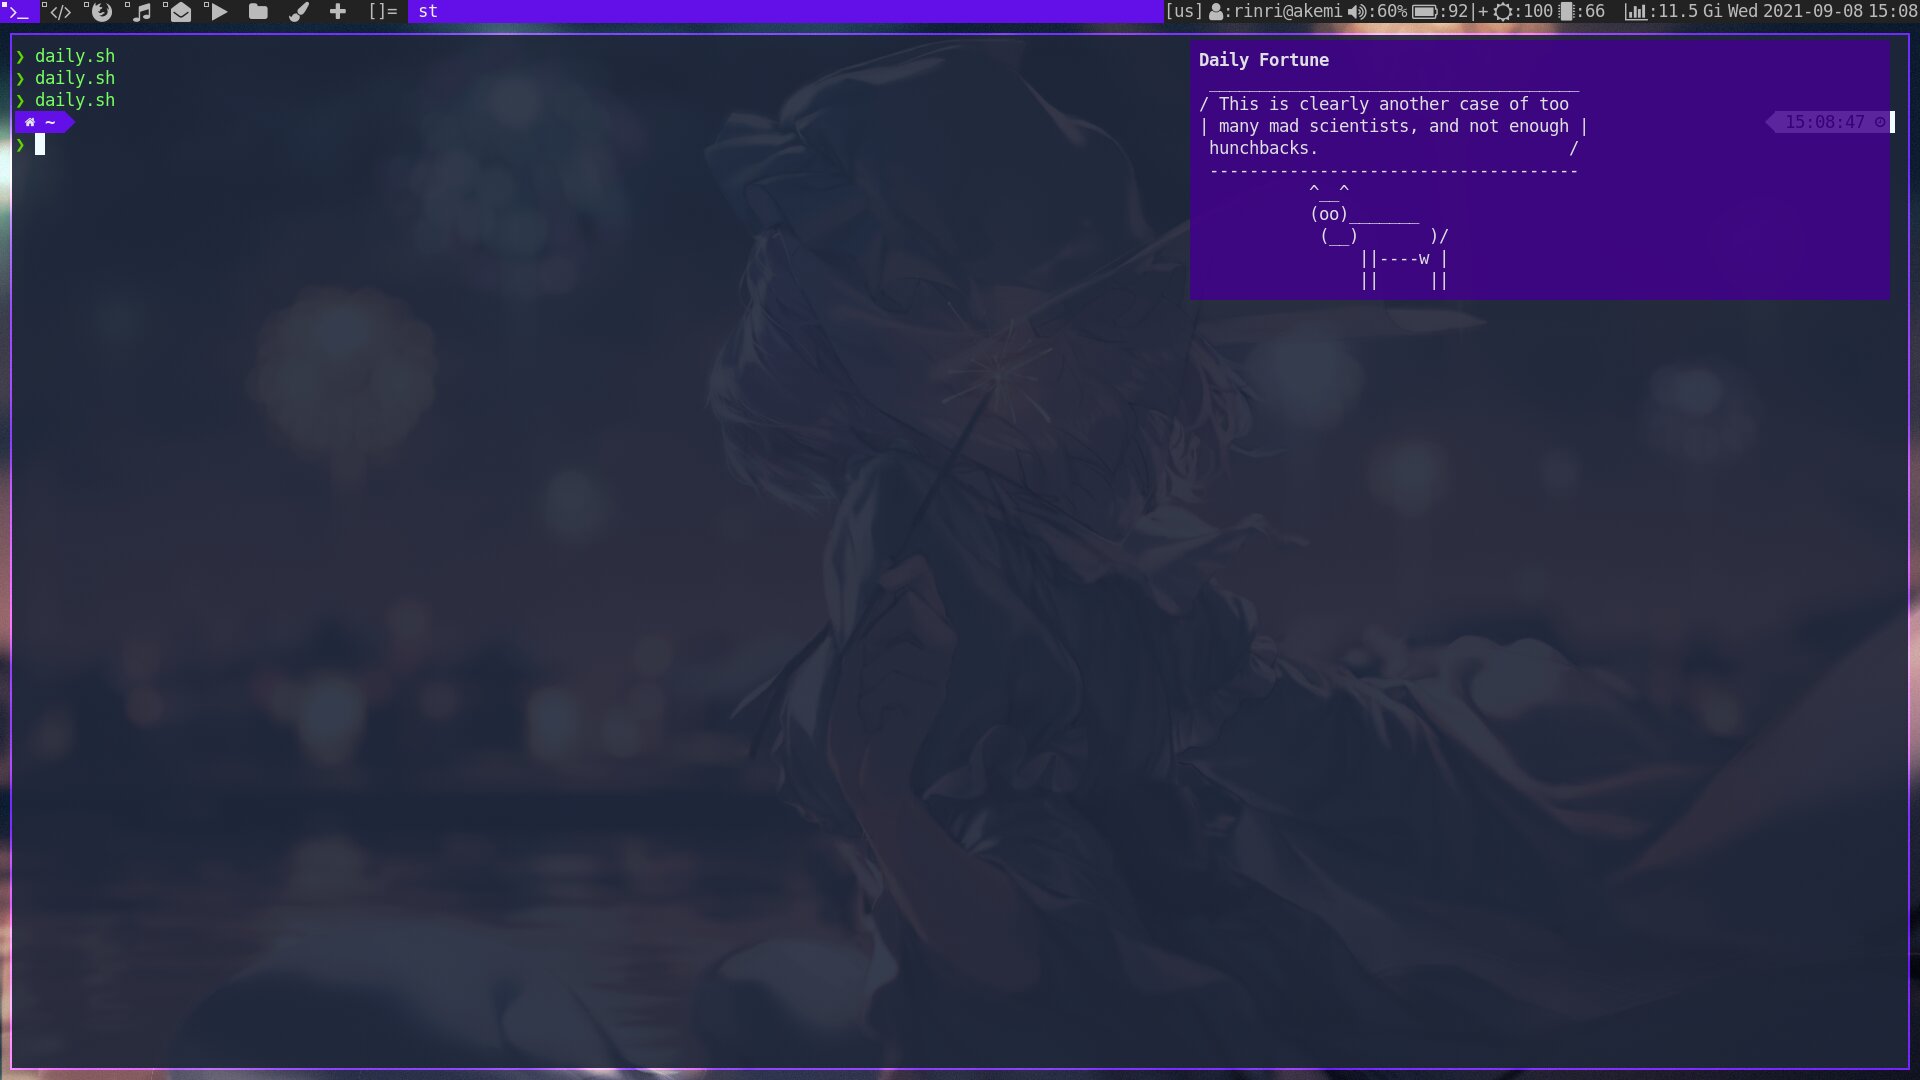 []= st [us] :rinri@akemi :60% :92|+ :100 :66 :11.5 Gi Wed 2021-09-08 15:08
❯ daily.sh
❯ daily.sh
❯ daily.sh
~ 15:08:47
❯
Daily Fortune
 _____________________________________
/ This is clearly another case of too
| many mad scientists, and not enough |
 hunchbacks.                         /
 -------------------------------------
           ^__^
           (oo)_______
            (__)       )/
                ||----w |
                ||     ||